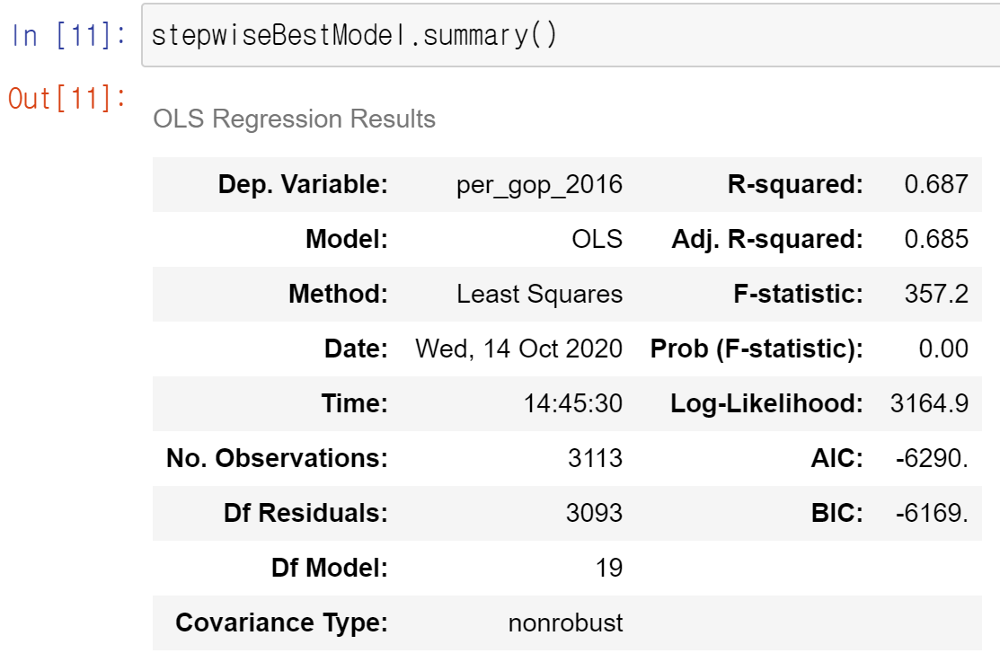 In [11]: stepwiseBestModel.summary()
Out[11]:
OLS Regression Results
Dep. Variable: per_gop_2016 R-squared: 0.687
Model: OLS Adj. R-squared: 0.685
Method: Least Squares F-statistic: 357.2
Date: Wed, 14 Oct 2020 Prob (F-statistic): 0.00
Time: 14:45:30 Log-Likelihood: 3164.9
No. Observations: 3113 AIC: -6290.
Df Residuals: 3093 BIC: -6169.
Df Model: 19
Covariance Type: nonrobust